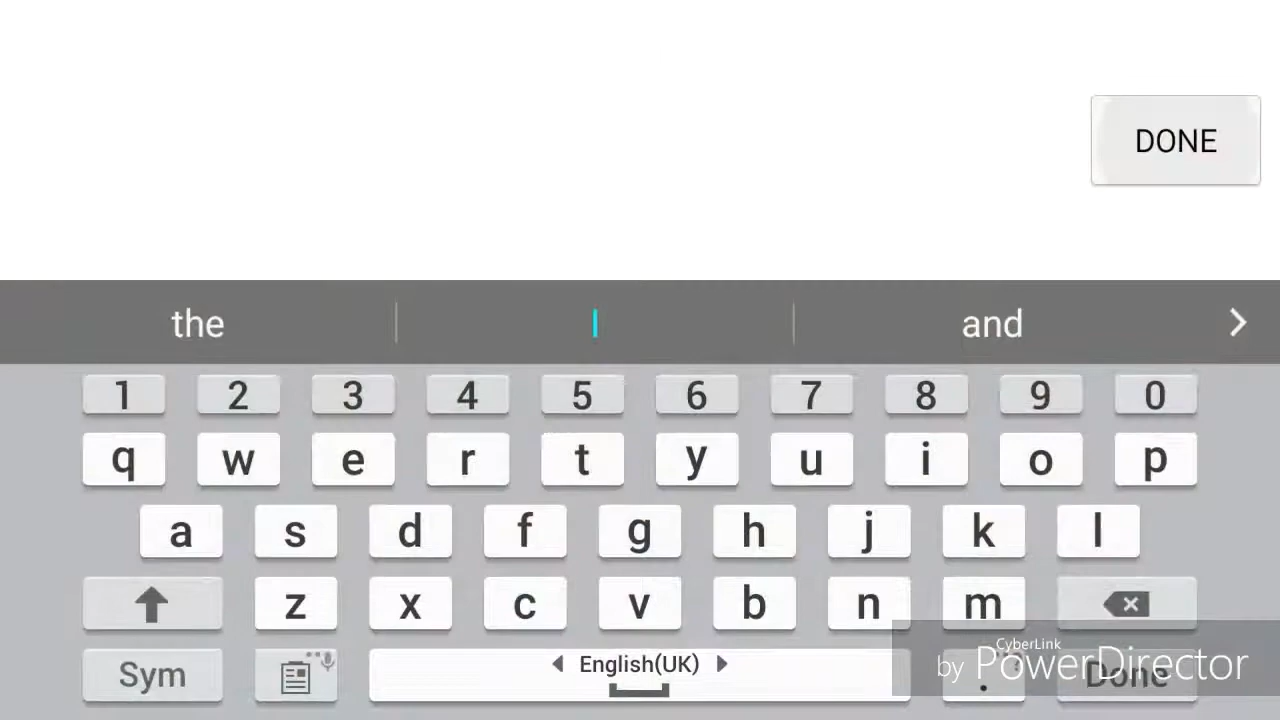 DONE
the I and
1 2 3 4 5 6 7 8 9 0
q w e r t y u i o p
a s d f g h j k l
z x c v b n m
Sym English(UK) . Done
CyberLink
by PowerDirector